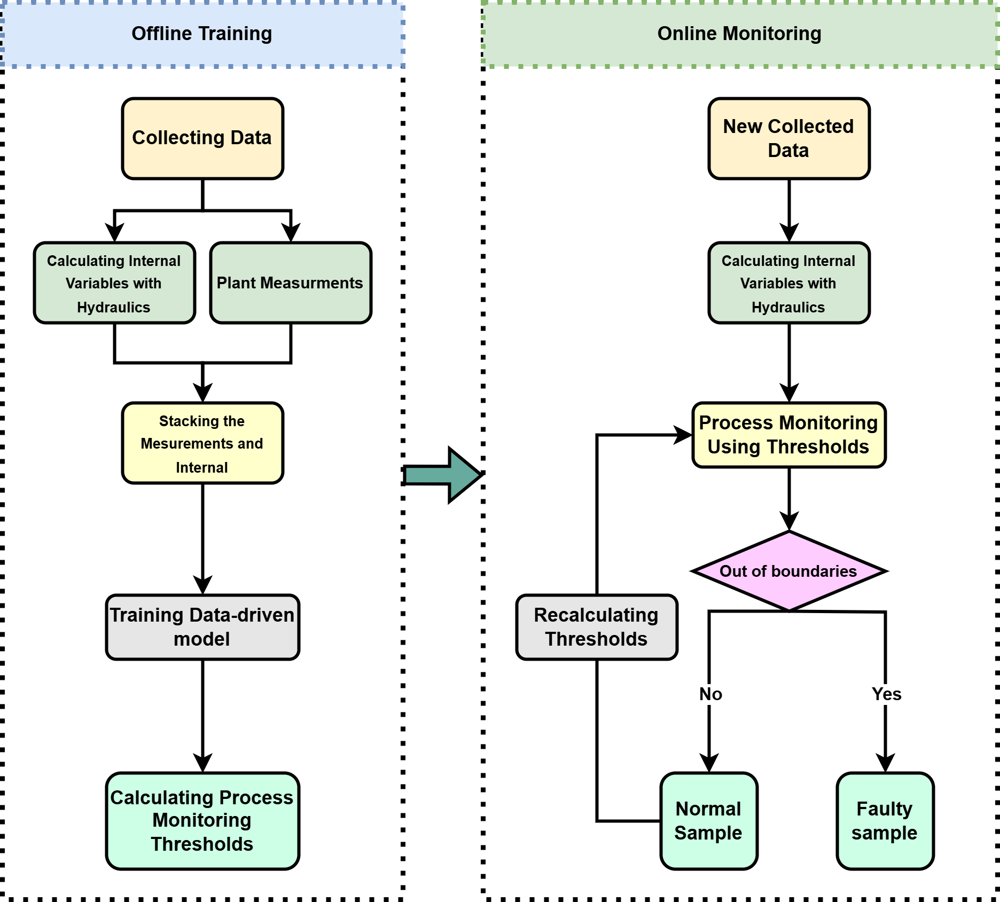 Offline Training
Collecting Data
Calculating Internal
Variables with
Hydraulics
Plant Measurments
Stacking the
Mesurements and
Internal
Training Data-driven
model
Calculating Process
Monitoring
Thresholds
Online Monitoring
New Collected
Data
Calculating Internal
Variables with
Hydraulics
Process Monitoring
Using Thresholds
Out of boundaries
Recalculating
Thresholds
No
Yes
Normal
Sample
Faulty
sample